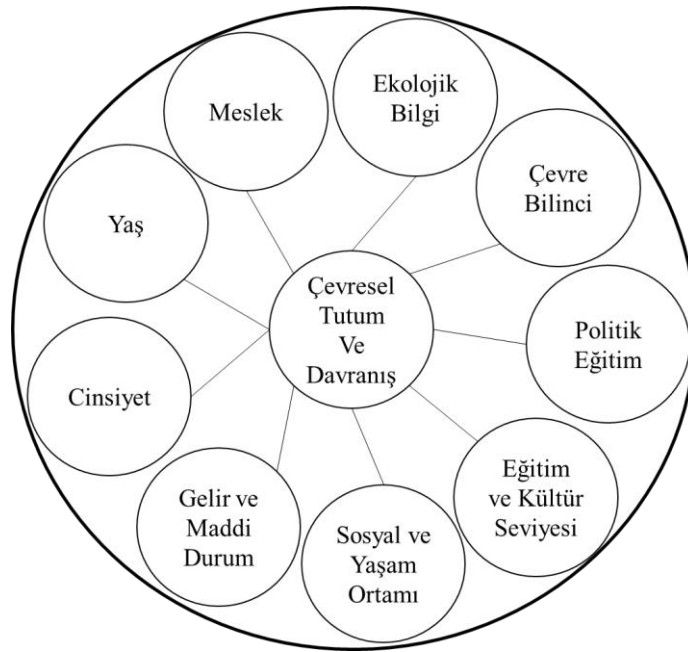 Ekolojik
Bilgi
Meslek
Çevre
Bilinci
Yaş
Çevresel
Tutum
Ve
Davranış
Politik
Eğitim
Cinsiyet
Eğitim
ve Kültür
Seviyesi
Gelir ve
Maddi
Durum
Sosyal ve
Yaşam
Ortamı